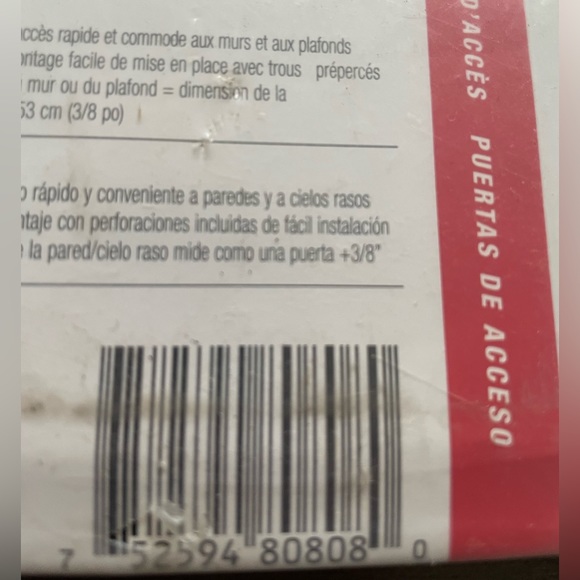 ccès rapide et commode aux murs et aux plafonds
ntage facile de mise en place avec trous prépercés
mur ou du plafond = dimension de la
53 cm (3/8 po)
rápido y conveniente a paredes y a cielos rasos
taje con perforaciones incluidas de fácil instalación
la pared/cielo raso mide como una puerta +3/8"
7 52594 80808 0
D'ACCÈS PUERTAS DE ACCESO